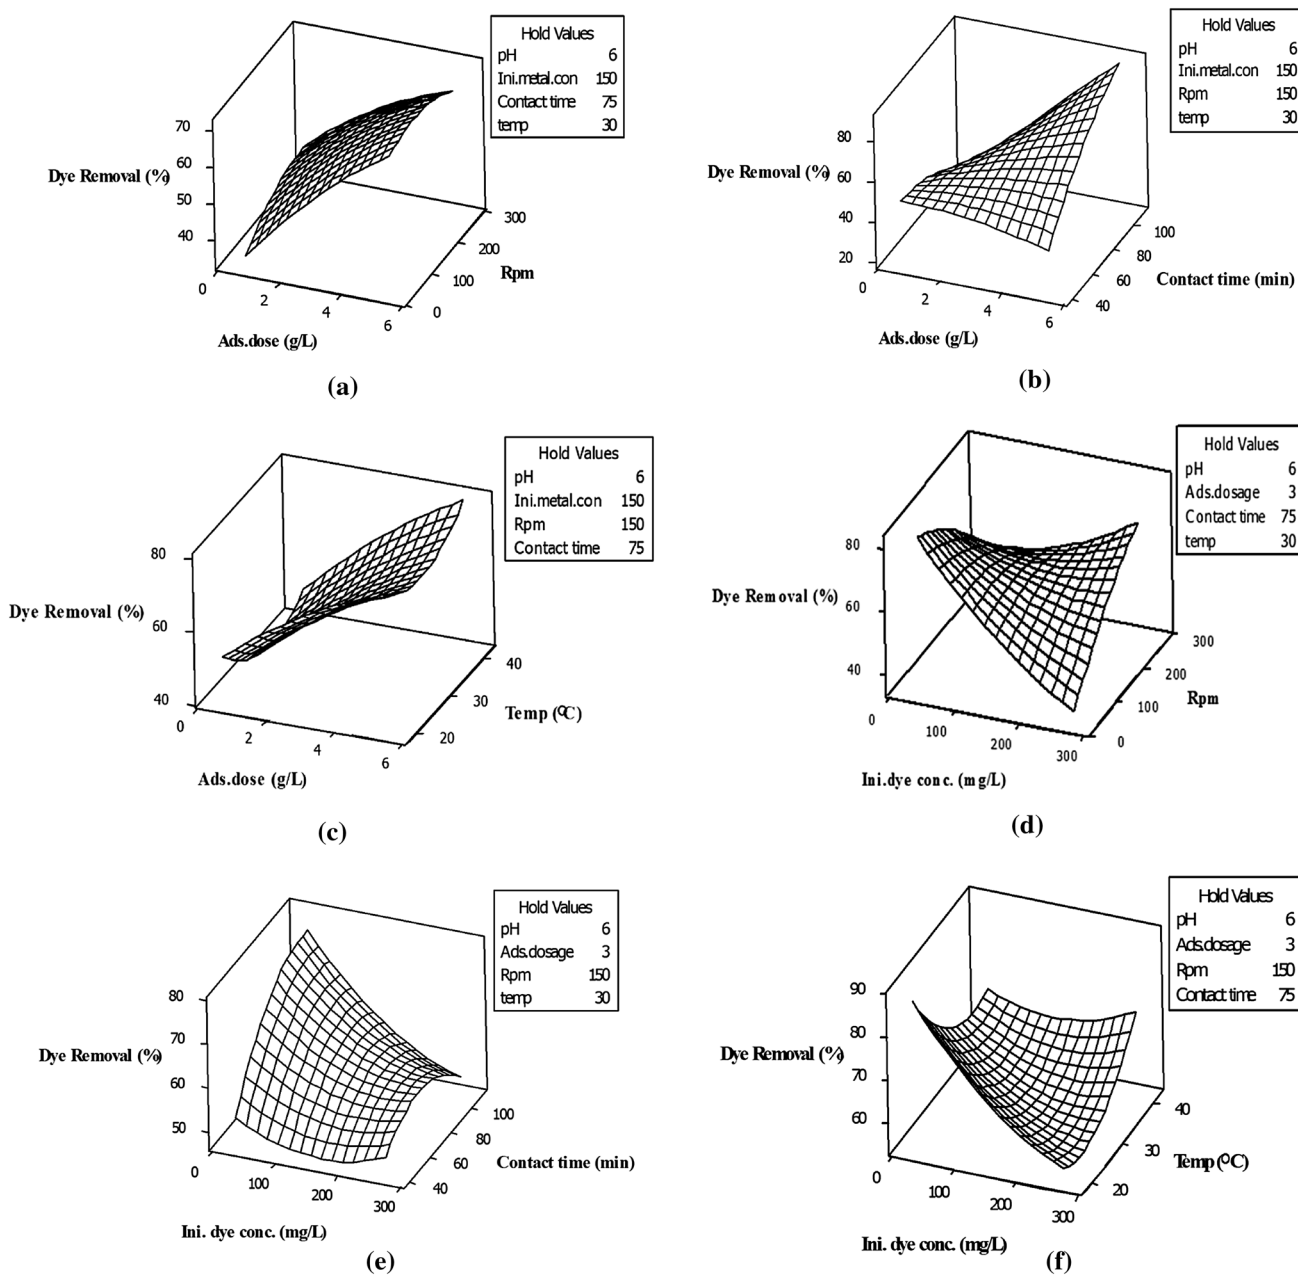 Hold Values
pH 6
Ini.metal.con 150
Contact time 75
temp 30
70
60
Dye Removal (%)
50
40
0
2
4
6
0
100
200
300
Rpm
Ads.dose (g/L)
(a)
Hold Values
pH 6
Ini.metal.con 150
Rpm 150
temp 30
80
Dye Removal (%)
60
40
20
0
2
4
6
40
60
80
100
Contact time (min)
Ads.dose (g/L)
(b)
Hold Values
pH 6
Ini.metal.con 150
Rpm 150
Contact time 75
80
Dye Removal (%)
60
40
0
2
4
6
20
30
40
Temp (°C)
Ads.dose (g/L)
(c)
Hold Values
pH 6
Ads.dosage 3
Contact time 75
temp 30
80
Dye Removal (%)
60
40
0
100
200
300
0
100
200
300
Rpm
Ini.dye conc. (mg/L)
(d)
Hold Values
pH 6
Ads.dosage 3
Rpm 150
temp 30
80
70
Dye Removal (%)
60
50
0
100
200
300
40
60
80
100
Contact time (min)
Ini. dye conc. (mg/L)
(e)
Hold Values
pH 6
Ads.dosage 3
Rpm 150
Contact time 75
90
80
Dye Removal (%)
70
60
0
100
200
300
20
30
40
Temp (°C)
Ini. dye conc. (mg/L)
(f)